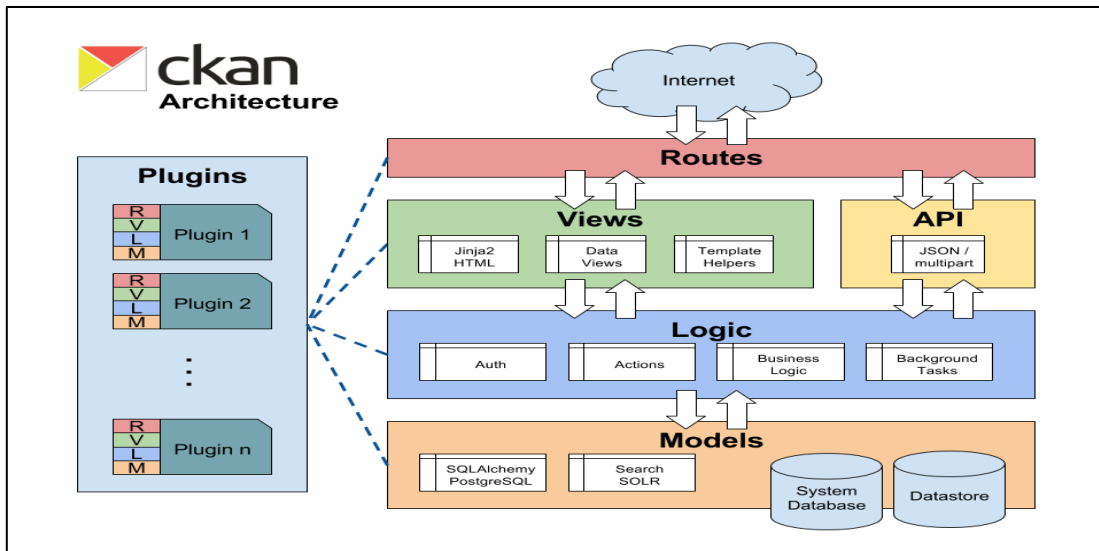 ckan
Architecture
Internet
Routes
Plugins
R
V
L
M
Plugin 1
R
V
L
M
Plugin 2
R
V
L
M
Plugin n
Views
Jinja2
HTML
Data
Views
Template
Helpers
API
JSON /
multipart
Logic
Auth
Actions
Business
Logic
Background
Tasks
Models
SQLAlchemy
PostgreSQL
Search
SOLR
System
Database
Datastore